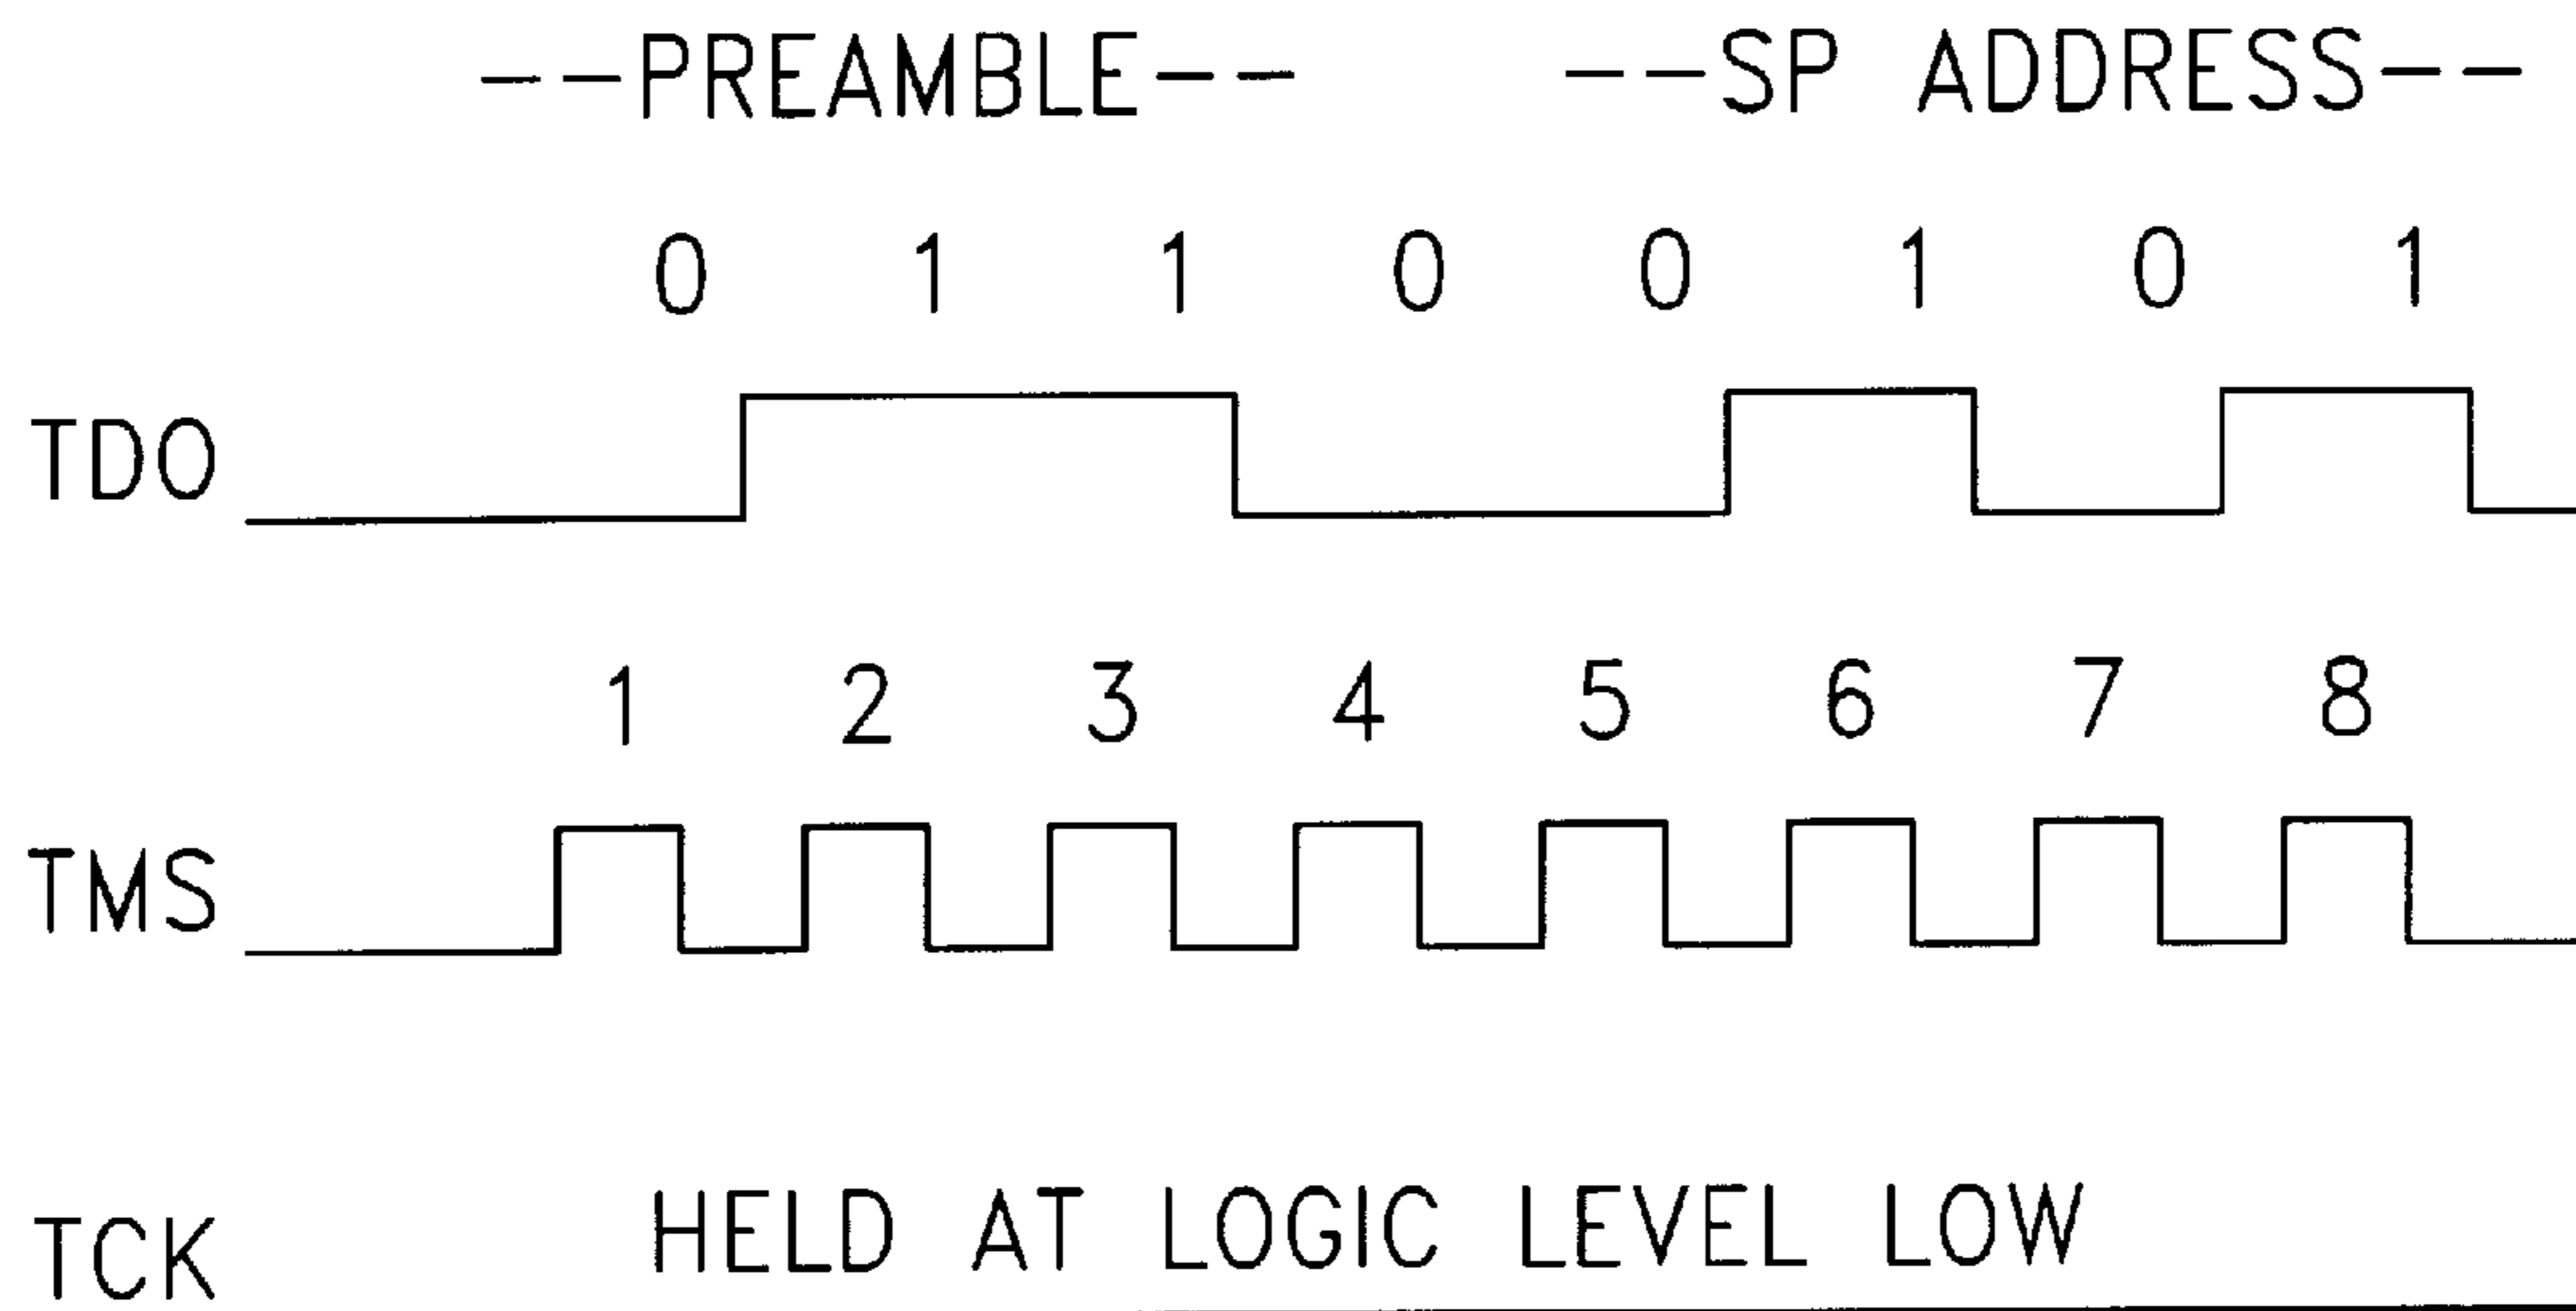 --PREAMBLE-- --SP ADDRESS--
0 1 1 0 0 1 0 1
TDO
1 2 3 4 5 6 7 8
TMS
TCK HELD AT LOGIC LEVEL LOW